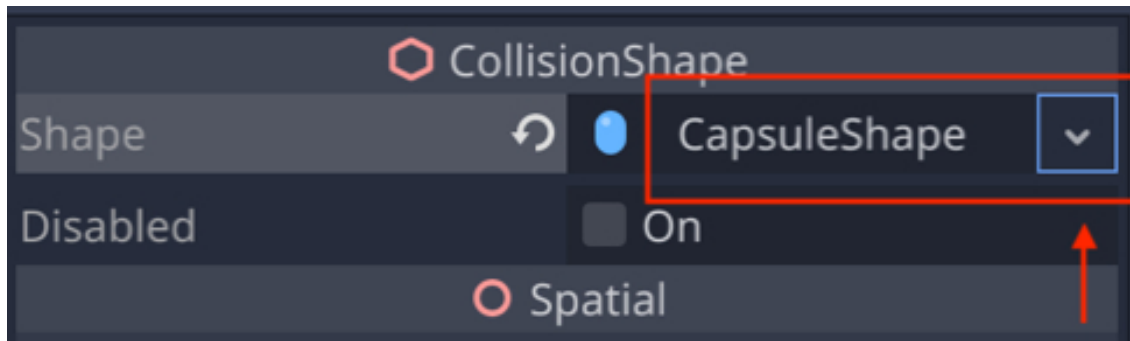 CollisionShape
Shape CapsuleShape
Disabled On
Spatial